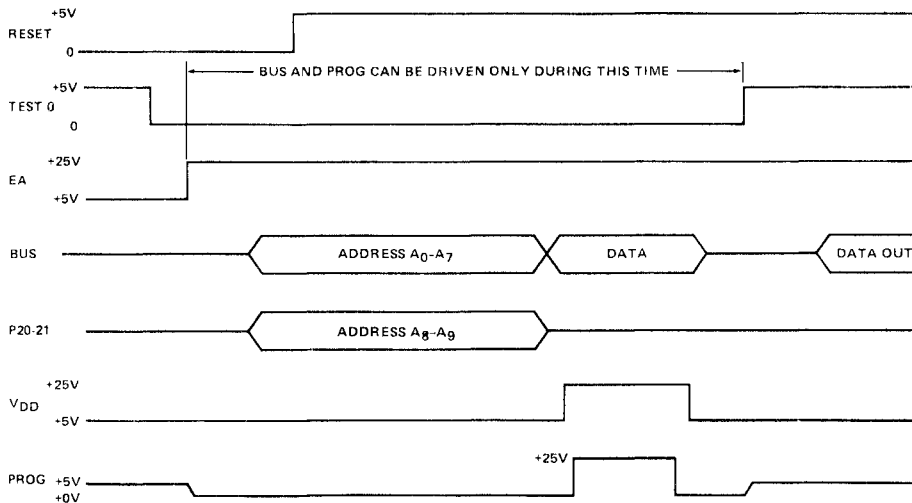 +5V
RESET
0
BUS AND PROG CAN BE DRIVEN ONLY DURING THIS TIME
+5V
TEST 0
0
+25V
EA
+5V
BUS
ADDRESS A0-A7
DATA
DATA OUT
P20-21
ADDRESS A8-A9
+25V
VDD
+5V
+25V
PROG
+5V
+0V